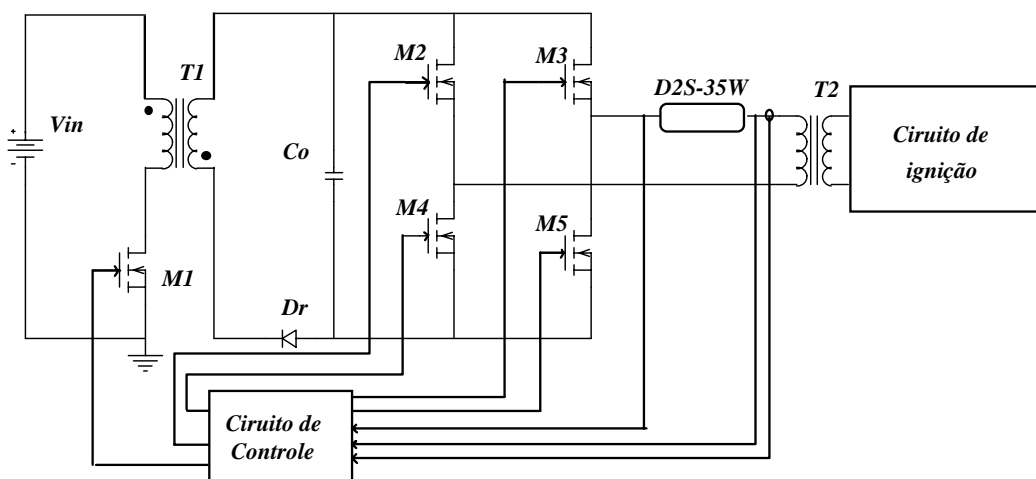 M2
M3
T1
D2S-35W
T2
+
Vin
Co
Ciruito de
ignição
-
M4
M5
M1
Dr
Ciruito de
Controle